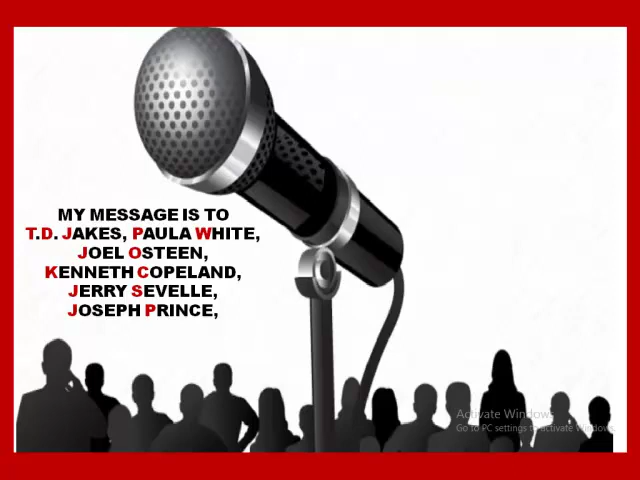 MY MESSAGE IS TO
T.D. JAKES, PAULA WHITE,
JOEL OSTEEN,
KENNETH COPELAND,
JERRY SEVELLE,
JOSEPH PRINCE,
Activate Windows
Go to PC settings to activate Windows.